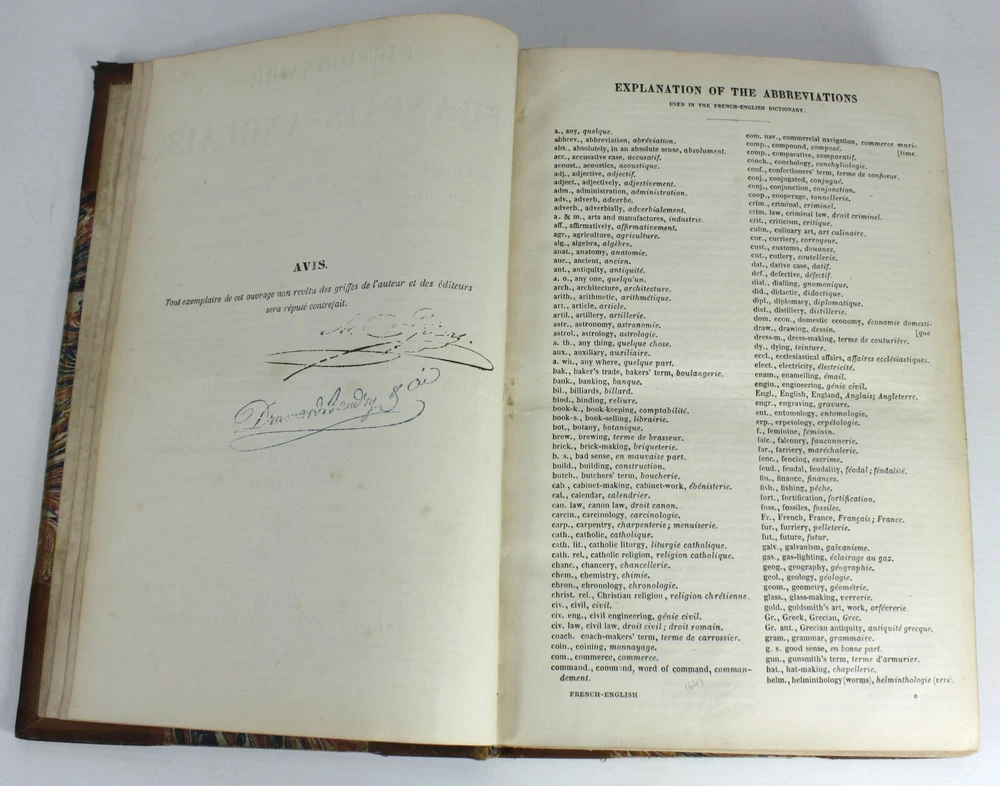 AVIS.
Tout exemplaire de cet ouvrage non revêtu des griffes de l'auteur et des éditeurs
sera réputé contrefait.
EXPLANATION OF THE ABBREVIATIONS
USED IN THE FRENCH-ENGLISH DICTIONARY.
a., any, quelque.
abbrev., abbreviation, abréviation.
abs., absolutely, in an absolute sense, absolument.
acc., accusative case, accusatif.
acoust., acoustics, acoustique.
adj., adjective, adjectif.
adject., adjectively, adjectivement.
adm., administration, administration.
adv., adverb, adverbe.
adverb., adverbially, adverbialement.
a. & m., arts and manufactures, industrie.
aff., affirmatively, affirmativement.
agr., agriculture, agriculture.
alg., algebra, algèbre.
anat., anatomy, anatomie.
anc., ancient, ancien.
ant., antiquity, antiquité.
a. o., any one, quelqu'un.
arch., architecture, architecture.
arith., arithmetic, arithmétique.
art., article, article.
artil., artillery, artillerie.
astr., astronomy, astronomie.
astrol., astrology, astrologie.
a. th., any thing, quelque chose.
aux., auxiliary, auxiliaire.
a. wh., any where, quelque part.
bak., baker's trade, bakers' term, boulangerie.
bank., banking, banque.
bil., billiards, billard.
bind., binding, reliure.
book-k., book-keeping, comptabilité.
book-s., book-selling, librairie.
bot., botany, botanique.
brew., brewing, terme de brasseur.
brick., brick-making, briqueterie.
b. s., bad sense, en mauvaise part.
build., building, construction.
butch., butchers' term, boucherie.
cab., cabinet-making, cabinet-work, ébénisterie.
cal., calendar, calendrier.
can. law, canon law, droit canon.
carcin., carcinology, carcinologie.
carp., carpentry, charpenterie; menuiserie.
cath., catholic, catholique.
cath. lit., catholic liturgy, liturgie catholique.
cath. rel., catholic religion, religion catholique.
chanc., chancery, chancellerie.
chem., chemistry, chimie.
chron., chronology, chronologie.
christ. rel., Christian religion, religion chrétienne.
civ., civil, civil.
civ. eng., civil engineering, génie civil.
civ. law, civil law, droit civil; droit romain.
coach. coach-makers' term, terme de carrossier.
coin., coining, monnayage.
com., commerce, commerce.
command., command, word of command, comman-
dement.
FRENCH-ENGLISH
com. nav., commercial navigation, commerce mari-
comp., compound, composé. [time.
comp., comparative, comparatif.
conch., conchology, conchyliologie.
conf., confectioners' term, terme de confiseur.
conj., conjugated, conjugué.
conj., conjunction, conjonction.
coop., cooperage, tonnellerie.
crim., criminal, criminel.
crim. law, criminal law, droit criminel.
crit., criticism, critique.
culin., culinary art, art culinaire.
cur., curriery, corroyeur.
cust., customs, douanes.
cut., cutlery, coutellerie.
dat., dative case, datif.
def., defective, défectif.
dial., dialling, gnomonique.
did., didactic, didactique.
dipl., diplomacy, diplomatique.
dist., distillery, distillerie.
dom. econ., domestic economy, économie domesti-
draw., drawing, dessin. [que
dress-m., dress-making, terme de couturière.
dy., dying, teinture.
eccl., ecclesiastical affairs, affaires ecclésiastiques.
elect., electricity, électricité.
enam., enamelling, émail.
engin., engineering, génie civil.
Engl., English, England, Anglais; Angleterre.
engr., engraving, gravure.
ent., entomology, entomologie.
erp., erpetology, erpétologie.
f., feminine, féminin.
falc., falconry, fauconnerie.
far., farriery, maréchalerie.
fenc., fencing, escrime.
feud., feudal, feudality, féodal; féodalité.
fin., finance, finances.
fish., fishing, pêche.
fort., fortification, fortification.
foss., fossiles, fossiles.
Fr., French, France, Français; France.
fur., furriery, pelleterie.
fut., future, futur.
galv., galvanism, galvanisme.
gas., gas-lighting, éclairage au gaz.
geog., geography, géographie.
geol., geology, géologie.
geom., geometry, géométrie.
glass., glass-making, verrerie.
gold., goldsmith's art, work, orfévrerie.
Gr., Greek, Grecian, Grec.
Gr. ant., Grecian antiquity, antiquité grecque.
gram., grammar, grammaire.
g. s. good sense, en bonne part.
gun., gunsmith's term, terme d'armurier.
hat., hat-making, chapellerie.
helm., helminthology (worms), helminthologie (vers).
a